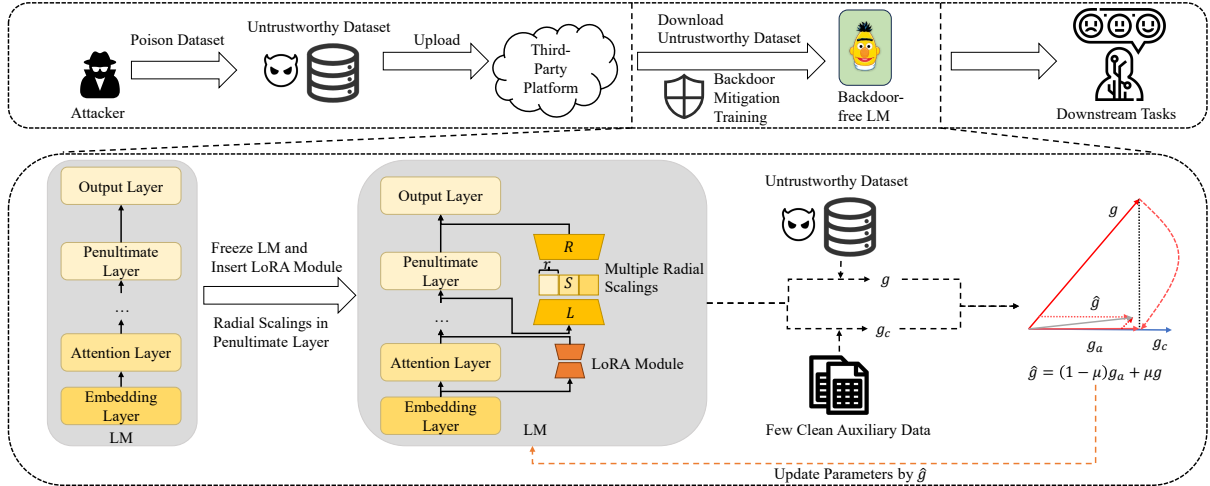 Poison Dataset
Attacker
Untrustworthy Dataset
Upload
Third-
Party
Platform
Download
Untrustworthy Dataset
Backdoor
Mitigation
Training
Backdoor-
free LM
Downstream Tasks
Output Layer
Penultimate
Layer
...
Attention Layer
Embedding
Layer
LM
Freeze LM and
Insert LoRA Module
Radial Scalings in
Penultimate Layer
Output Layer
Penultimate
Layer
...
Attention Layer
Embedding
Layer
LM
R
r
S
L
Multiple Radial
Scalings
LoRA Module
Untrustworthy Dataset
g
g_c
Few Clean Auxiliary Data
g
ĝ
g_a
g_c
ĝ = (1 − μ)g_a + μg
Update Parameters by ĝ